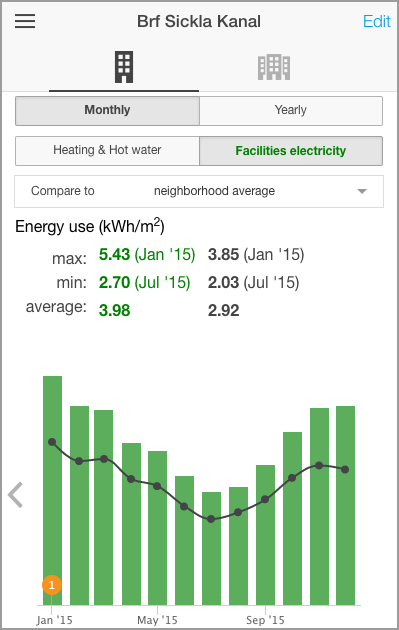 Brf Sickla Kanal Edit
Monthly Yearly
Heating & Hot water Facilities electricity
Compare to neighborhood average
Energy use (kWh/m²)
max: 5.43 (Jan '15) 3.85 (Jan '15)
min: 2.70 (Jul '15) 2.03 (Jul '15)
average: 3.98 2.92
1
Jan '15 May '15 Sep '15